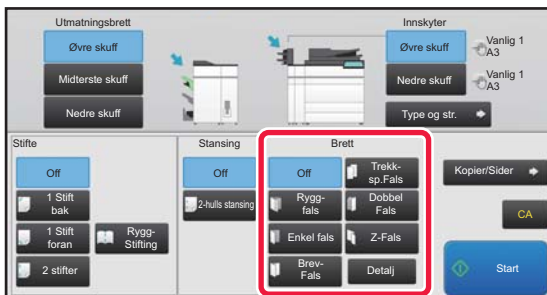 Utmatningsbrett
Øvre skuff
Midterste skuff
Nedre skuff
Innskyter
Øvre skuff
Vanlig 1
A3
Nedre skuff
Vanlig 1
A3
Type og str.
Stifte
Off
1 Stift
bak
1 Stift
foran
Rygg-
Stifting
2 stifter
Stansing
Off
2-hulls stansing
Brett
Off
Trekk-
sp.Fals
Rygg-
fals
Dobbel
Fals
Enkel fals
Z-Fals
Brev-
Fals
Detalj
Kopier/Sider
CA
Start